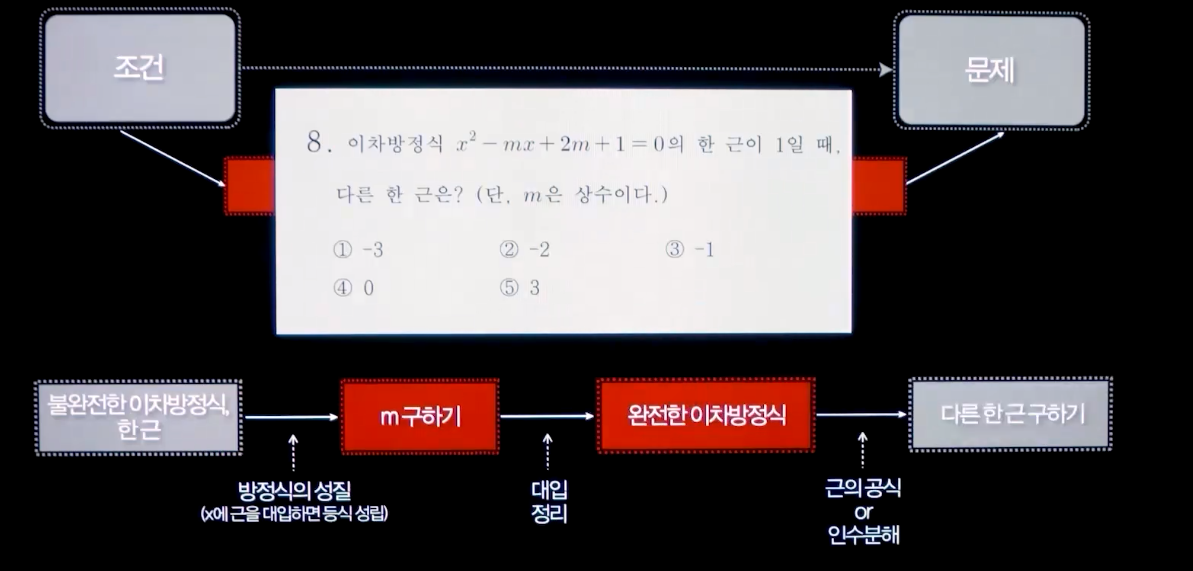 조건
문제
8. 이차방정식 x² − mx + 2m + 1 = 0의 한 근이 1일 때,
다른 한 근은? (단, m은 상수이다.)
① -3 ② -2 ③ -1
④ 0 ⑤ 3
불완전한 이차방정식,
한 근
m 구하기
완전한 이차방정식
다른 한 근 구하기
방정식의 성질
(x에 근을 대입하면 등식 성립)
대입
정리
근의 공식
or
인수분해